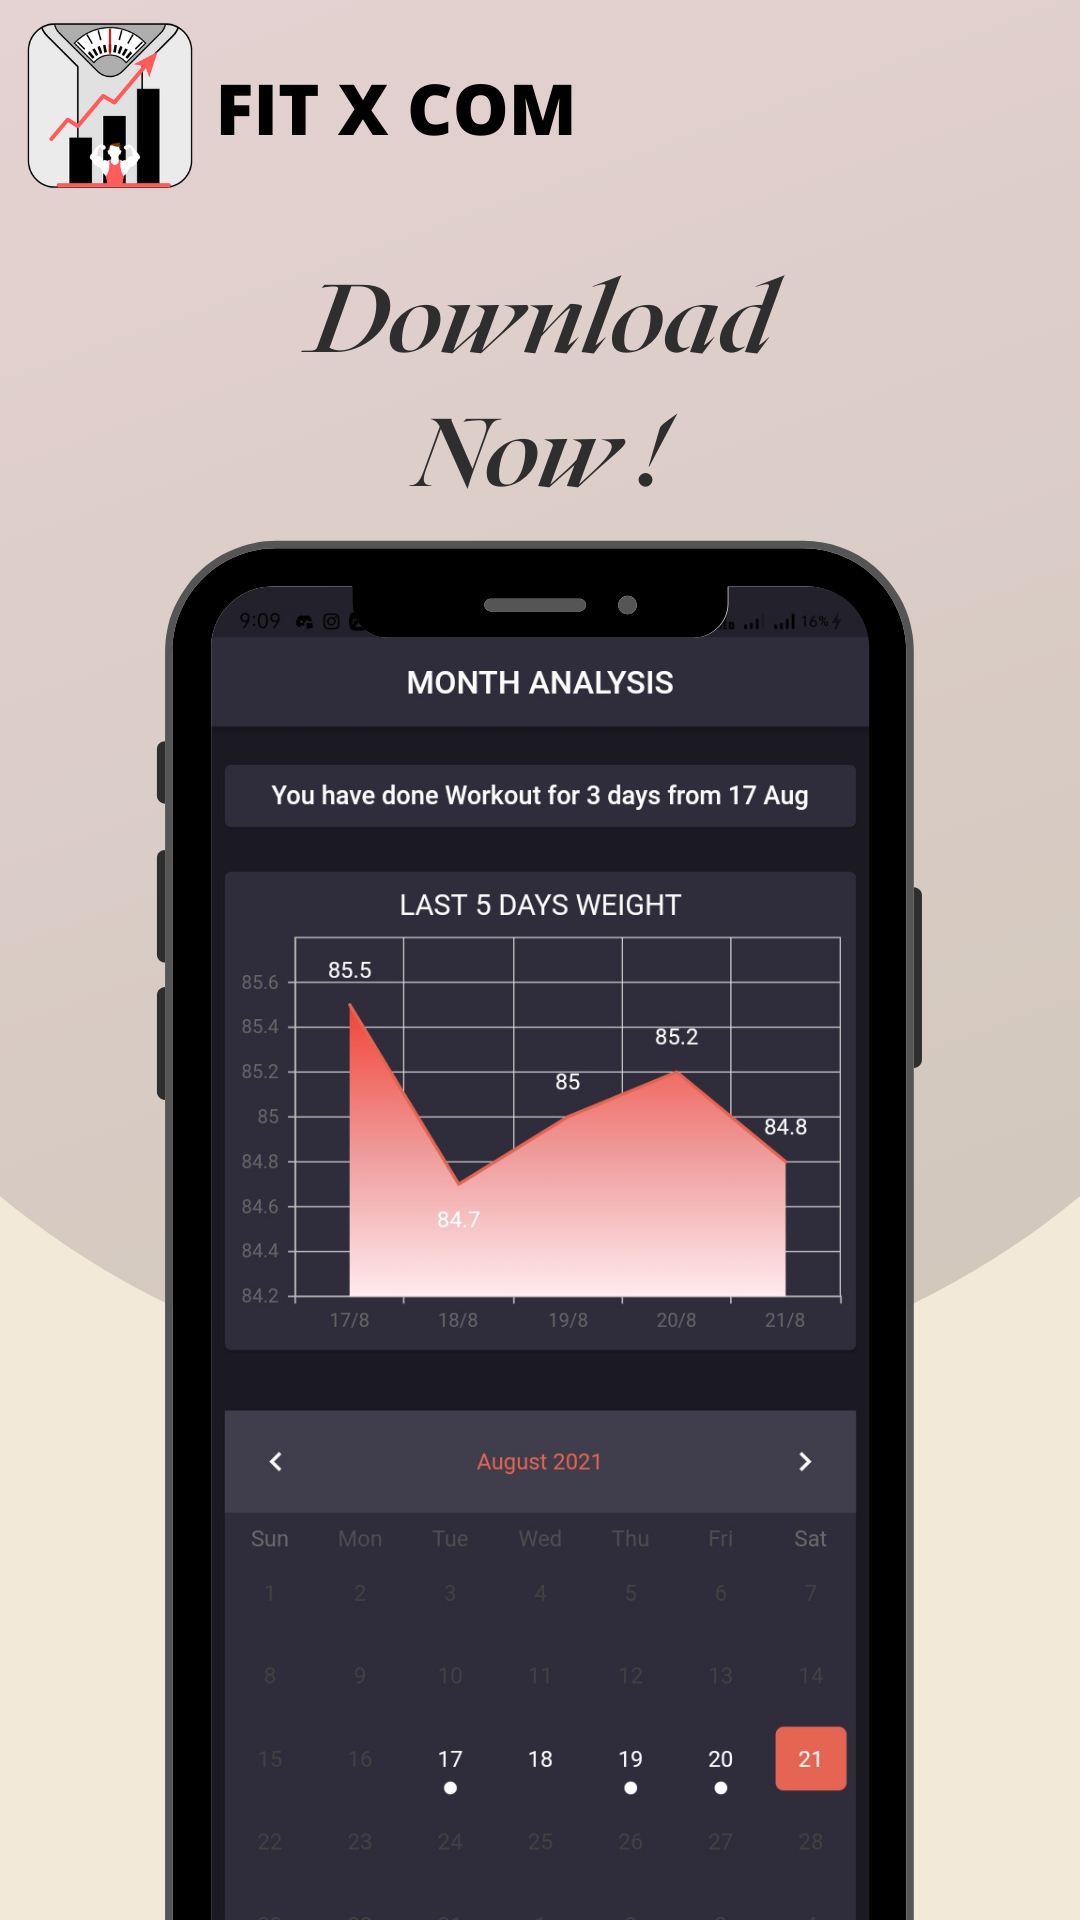 FIT X COM
Download
Now !
9:09
16%
MONTH ANALYSIS
You have done Workout for 3 days from 17 Aug
LAST 5 DAYS WEIGHT
85.5
85.6
85.4
85.2
85.2
85
85
84.8
84.8
84.6
84.7
84.4
84.2
17/8 18/8 19/8 20/8 21/8
August 2021
Sun Mon Tue Wed Thu Fri Sat
1 2 3 4 5 6 7
8 9 10 11 12 13 14
15 16 17 18 19 20 21
22 23 24 25 26 27 28